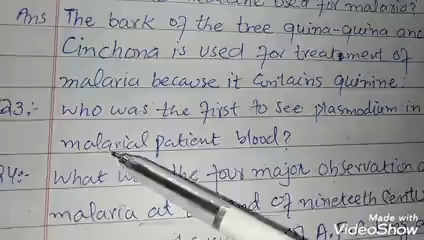 used for malaria?
Ans The bark of the tree quina-quina and
Cinchona is used for treatment of
malaria because it contains quinine.
23:- Who was the first to see plasmodium in
malarial patient blood?
24:- What the four major observation
malaria at end of nineteeth Centu
Made with
VideoShow